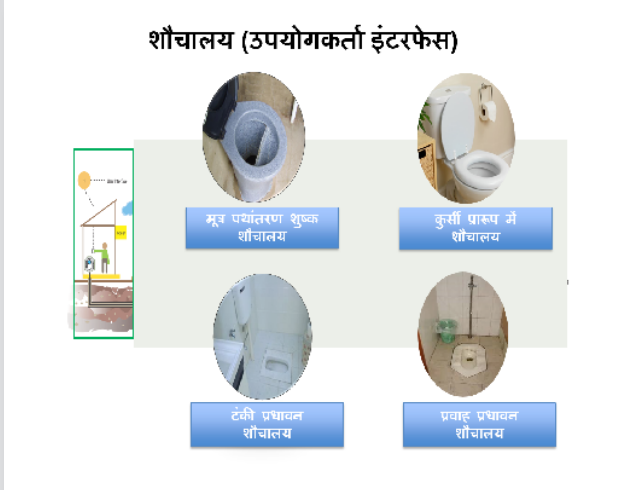 शौचालय (उपयोगकर्ता इंटरफेस)
मूत्र पथांतरण शुष्क
शौचालय
कुर्सी प्रारूप में
शौचालय
टंकी प्रधावन
शौचालय
प्रवाह प्रधावन
शौचालय